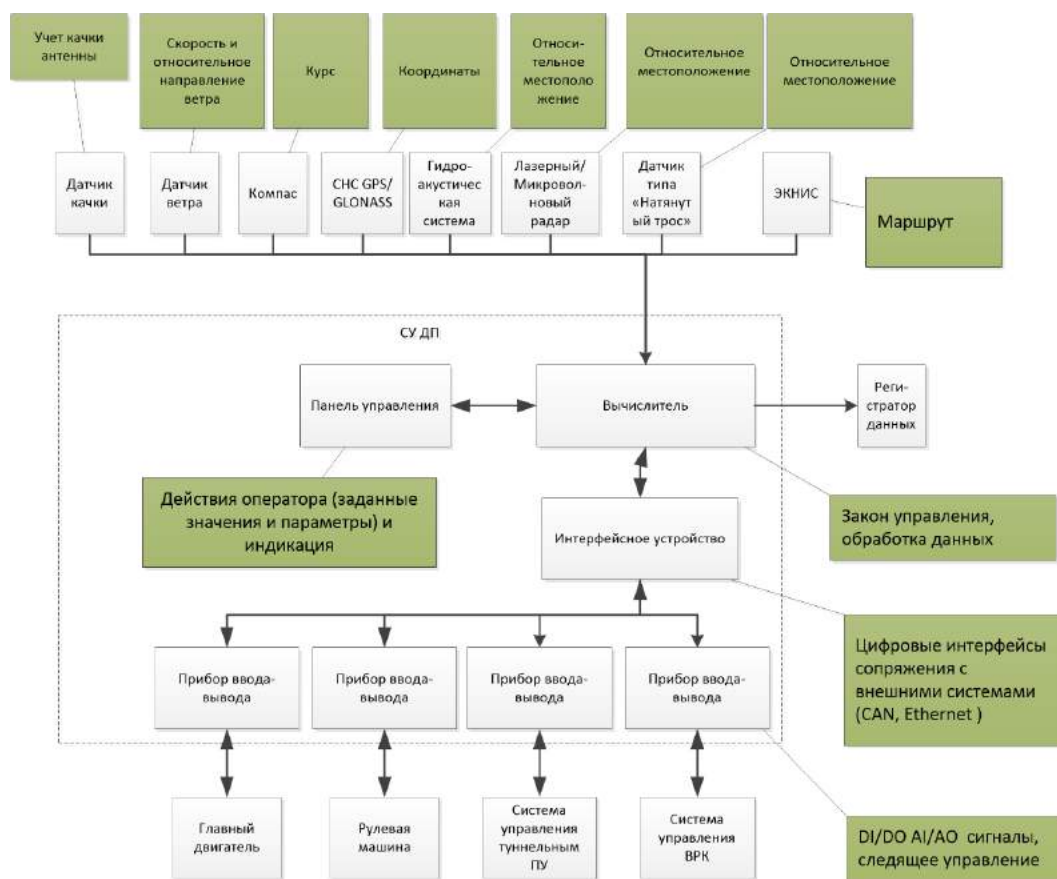 Учет качки
антенны
Скорость и
относительное
направление
ветра
Курс
Координаты
Относи-
тельное
местополо
жение
Относительное
местоположение
Относительное
местоположение
Датчик
качки
Датчик
ветра
Компас
СНС GPS/
GLONASS
Гидро-
акустичес
кая
система
Лазерный/
Микровол-
новый
радар
Датчик
типа
«Натянут
ый трос»
ЭКНИС
Маршрут
СУ ДП
Панель управления
Вычислитель
Реги-
стратор
данных
Действия оператора (заданные
значения и параметры) и
индикация
Закон управления,
обработка данных
Интерфейсное устройство
Цифровые интерфейсы
сопряжения с
внешними системами
(CAN, Ethernet )
Прибор ввода-
вывода
Прибор ввода-
вывода
Прибор ввода-
вывода
Прибор ввода-
вывода
Главный
двигатель
Рулевая
машина
Система
управления
туннельным
ПУ
Система
управления
ВРК
DI/DO AI/AO сигналы,
следящее управление